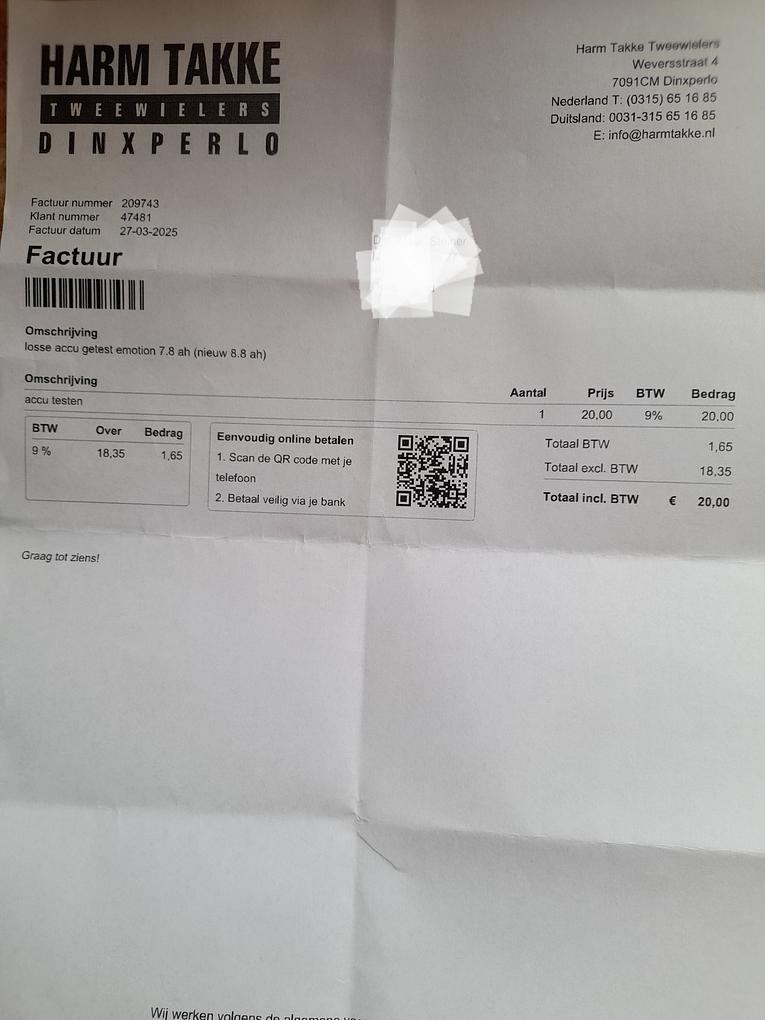 HARM TAKKE
TWEEWIELERS
DINXPERLO
Harm Takke Tweewielers
Weversstraat 4
7091CM Dinxperlo
Nederland T: (0315) 65 16 85
Duitsland: 0031-315 65 16 85
E: info@harmtakke.nl
Factuur nummer 209743
Klant nummer 47481
Factuur datum 27-03-2025
Factuur
Omschrijving
losse accu getest emotion 7.8 ah (nieuw 8.8 ah)
Omschrijving Aantal Prijs BTW Bedrag
accu testen 1 20,00 9% 20,00
BTW Over Bedrag
9 % 18,35 1,65
Eenvoudig online betalen
1. Scan de QR code met je
telefoon
2. Betaal veilig via je bank
Totaal BTW 1,65
Totaal excl. BTW 18,35
Totaal incl. BTW € 20,00
Graag tot ziens!
Wij werken volgens de algemene